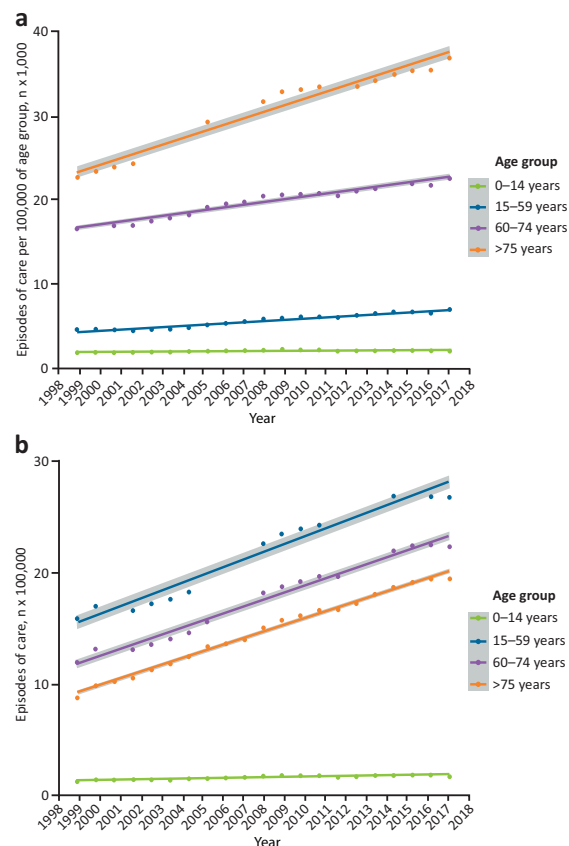 a
Episodes of care per 100,000 of age group, n x 1,000
40
30
20
10
0
Age group
0–14 years
15–59 years
60–74 years
>75 years
1998 1999 2000 2001 2002 2003 2004 2005 2006 2007 2008 2009 2010 2011 2012 2013 2014 2015 2016 2017 2018
Year
b
Episodes of care, n x 100,000
30
20
10
0
Age group
0–14 years
15–59 years
60–74 years
>75 years
1998 1999 2000 2001 2002 2003 2004 2005 2006 2007 2008 2009 2010 2011 2012 2013 2014 2015 2016 2017 2018
Year